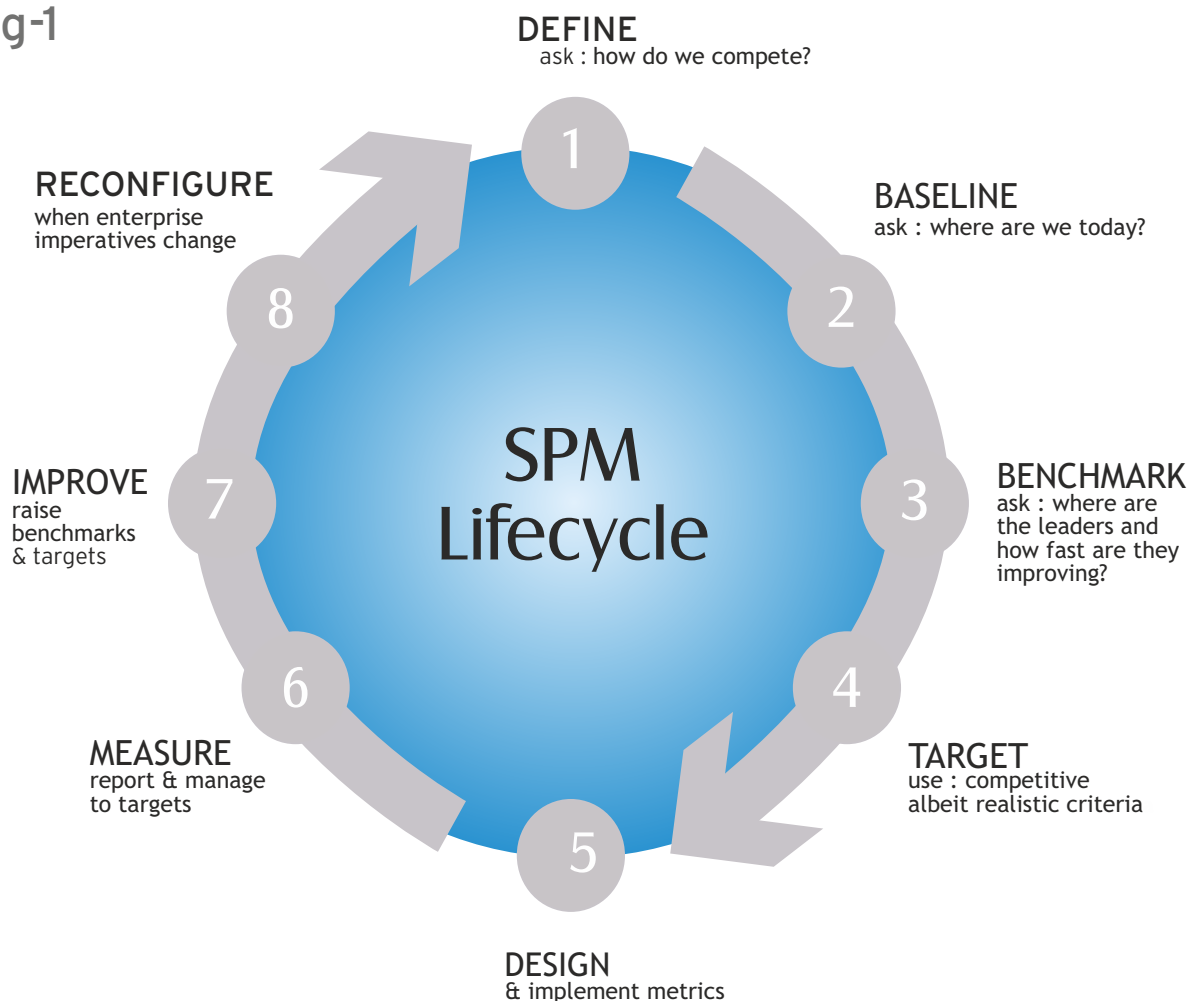 g-1
DEFINE
ask : how do we compete?
1
BASELINE
ask : where are we today?
2
BENCHMARK
ask : where are
the leaders and
how fast are they
improving?
3
TARGET
use : competitive
albeit realistic criteria
4
DESIGN
& implement metrics
5
MEASURE
report & manage
to targets
6
IMPROVE
raise
benchmarks
& targets
7
RECONFIGURE
when enterprise
imperatives change
8
SPM
Lifecycle